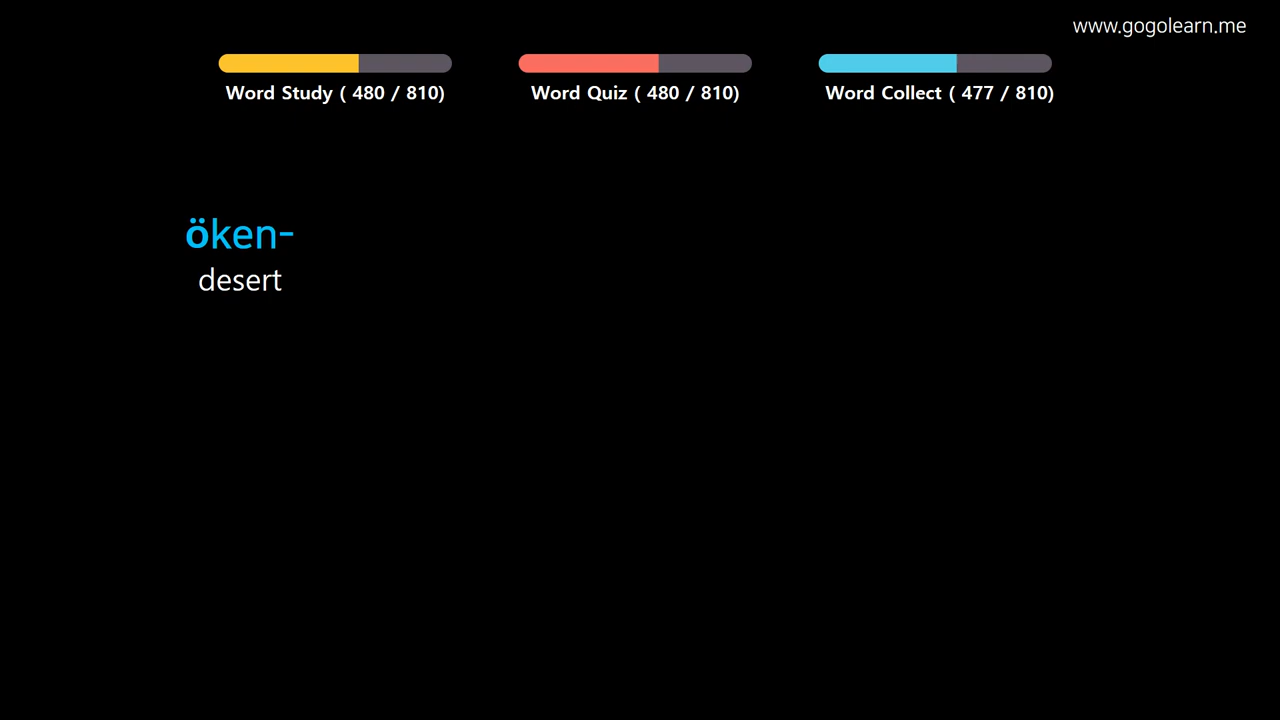 www.gogolearn.me
Word Study ( 480 / 810)
Word Quiz ( 480 / 810)
Word Collect ( 477 / 810)
öken-
desert